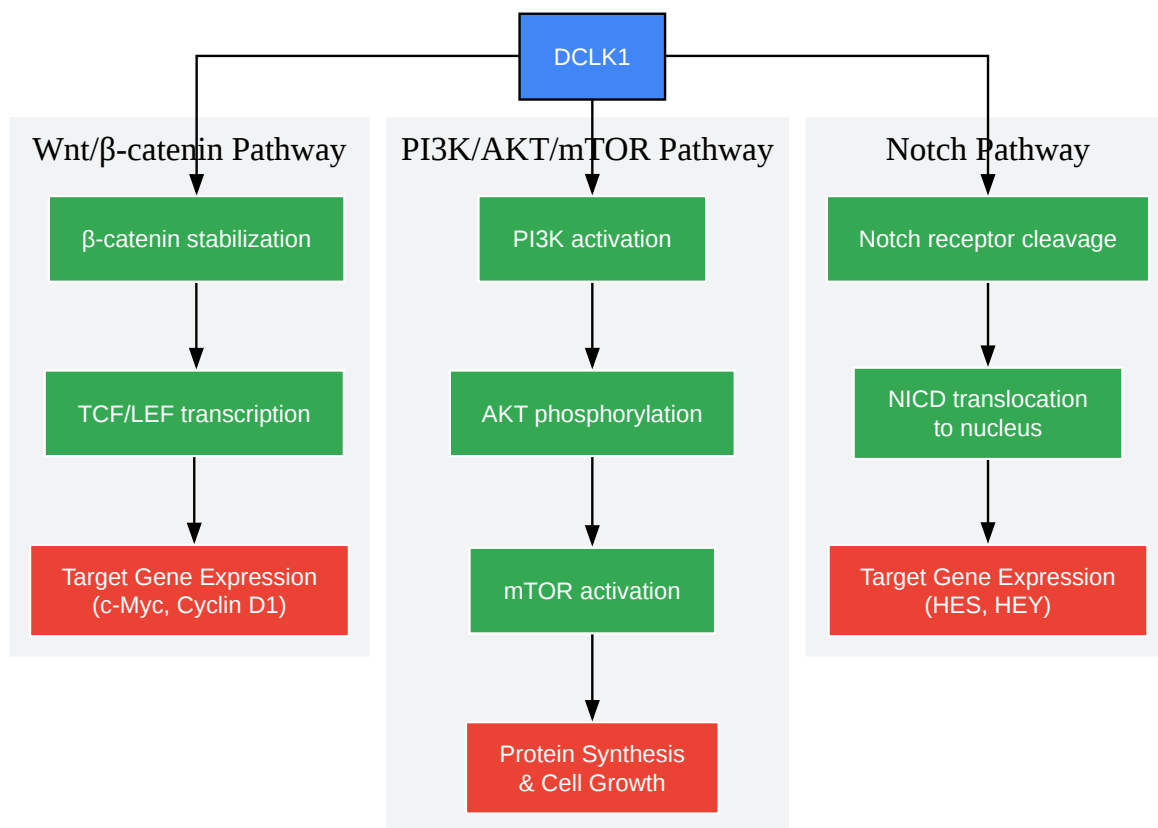 DCLK1
Wnt/β-catenin Pathway
β-catenin stabilization
TCF/LEF transcription
Target Gene Expression
(c-Myc, Cyclin D1)
PI3K/AKT/mTOR Pathway
PI3K activation
AKT phosphorylation
mTOR activation
Protein Synthesis
& Cell Growth
Notch Pathway
Notch receptor cleavage
NICD translocation
to nucleus
Target Gene Expression
(HES, HEY)